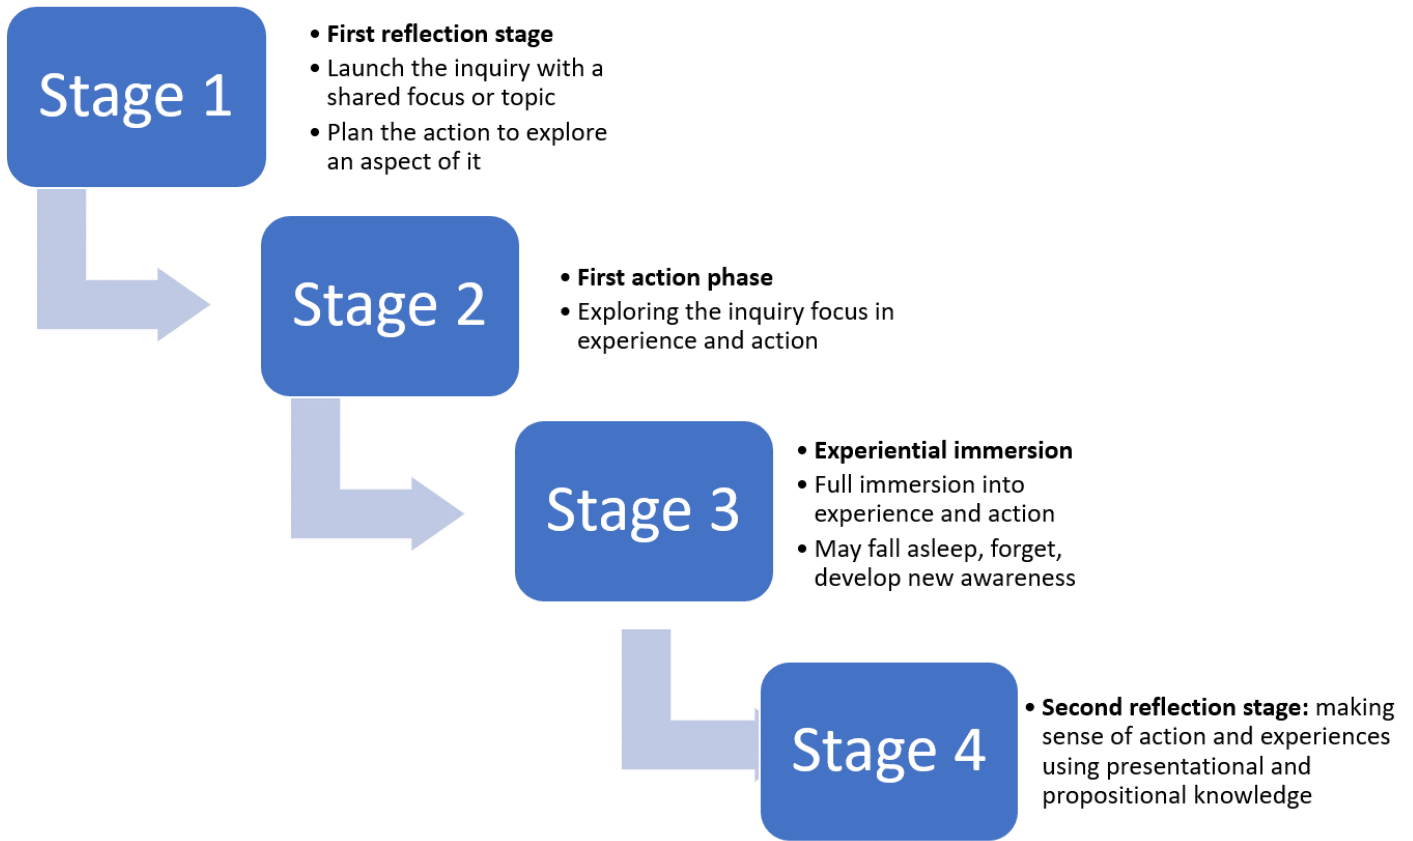 Stage 1
• First reflection stage
• Launch the inquiry with a
shared focus or topic
• Plan the action to explore
an aspect of it
Stage 2
• First action phase
• Exploring the inquiry focus in
experience and action
Stage 3
• Experiential immersion
• Full immersion into
experience and action
• May fall asleep, forget,
develop new awareness
Stage 4
• Second reflection stage: making
sense of action and experiences
using presentational and
propositional knowledge